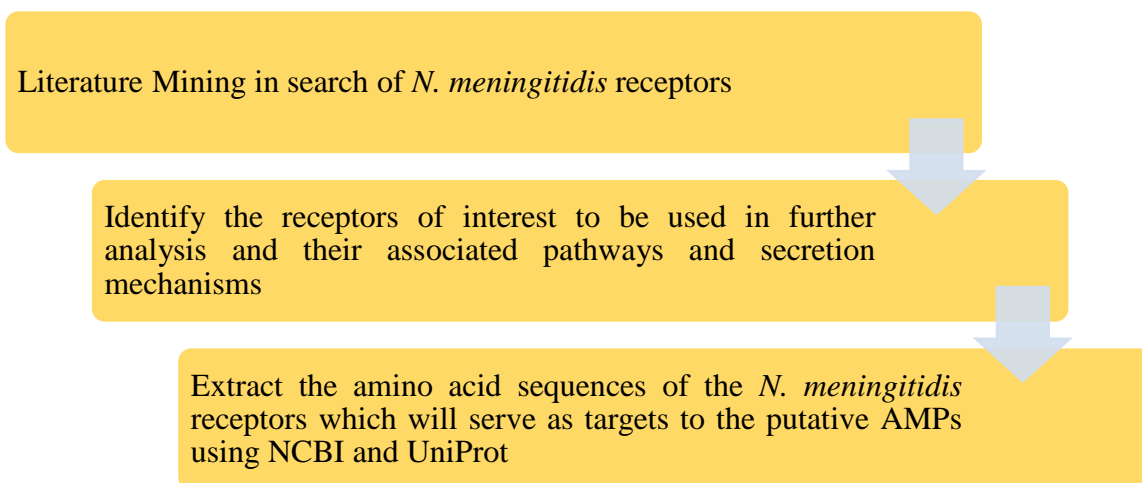 Literature Mining in search of N. meningitidis receptors
Identify the receptors of interest to be used in further
analysis and their associated pathways and secretion
mechanisms
Extract the amino acid sequences of the N. meningitidis
receptors which will serve as targets to the putative AMPs
using NCBI and UniProt